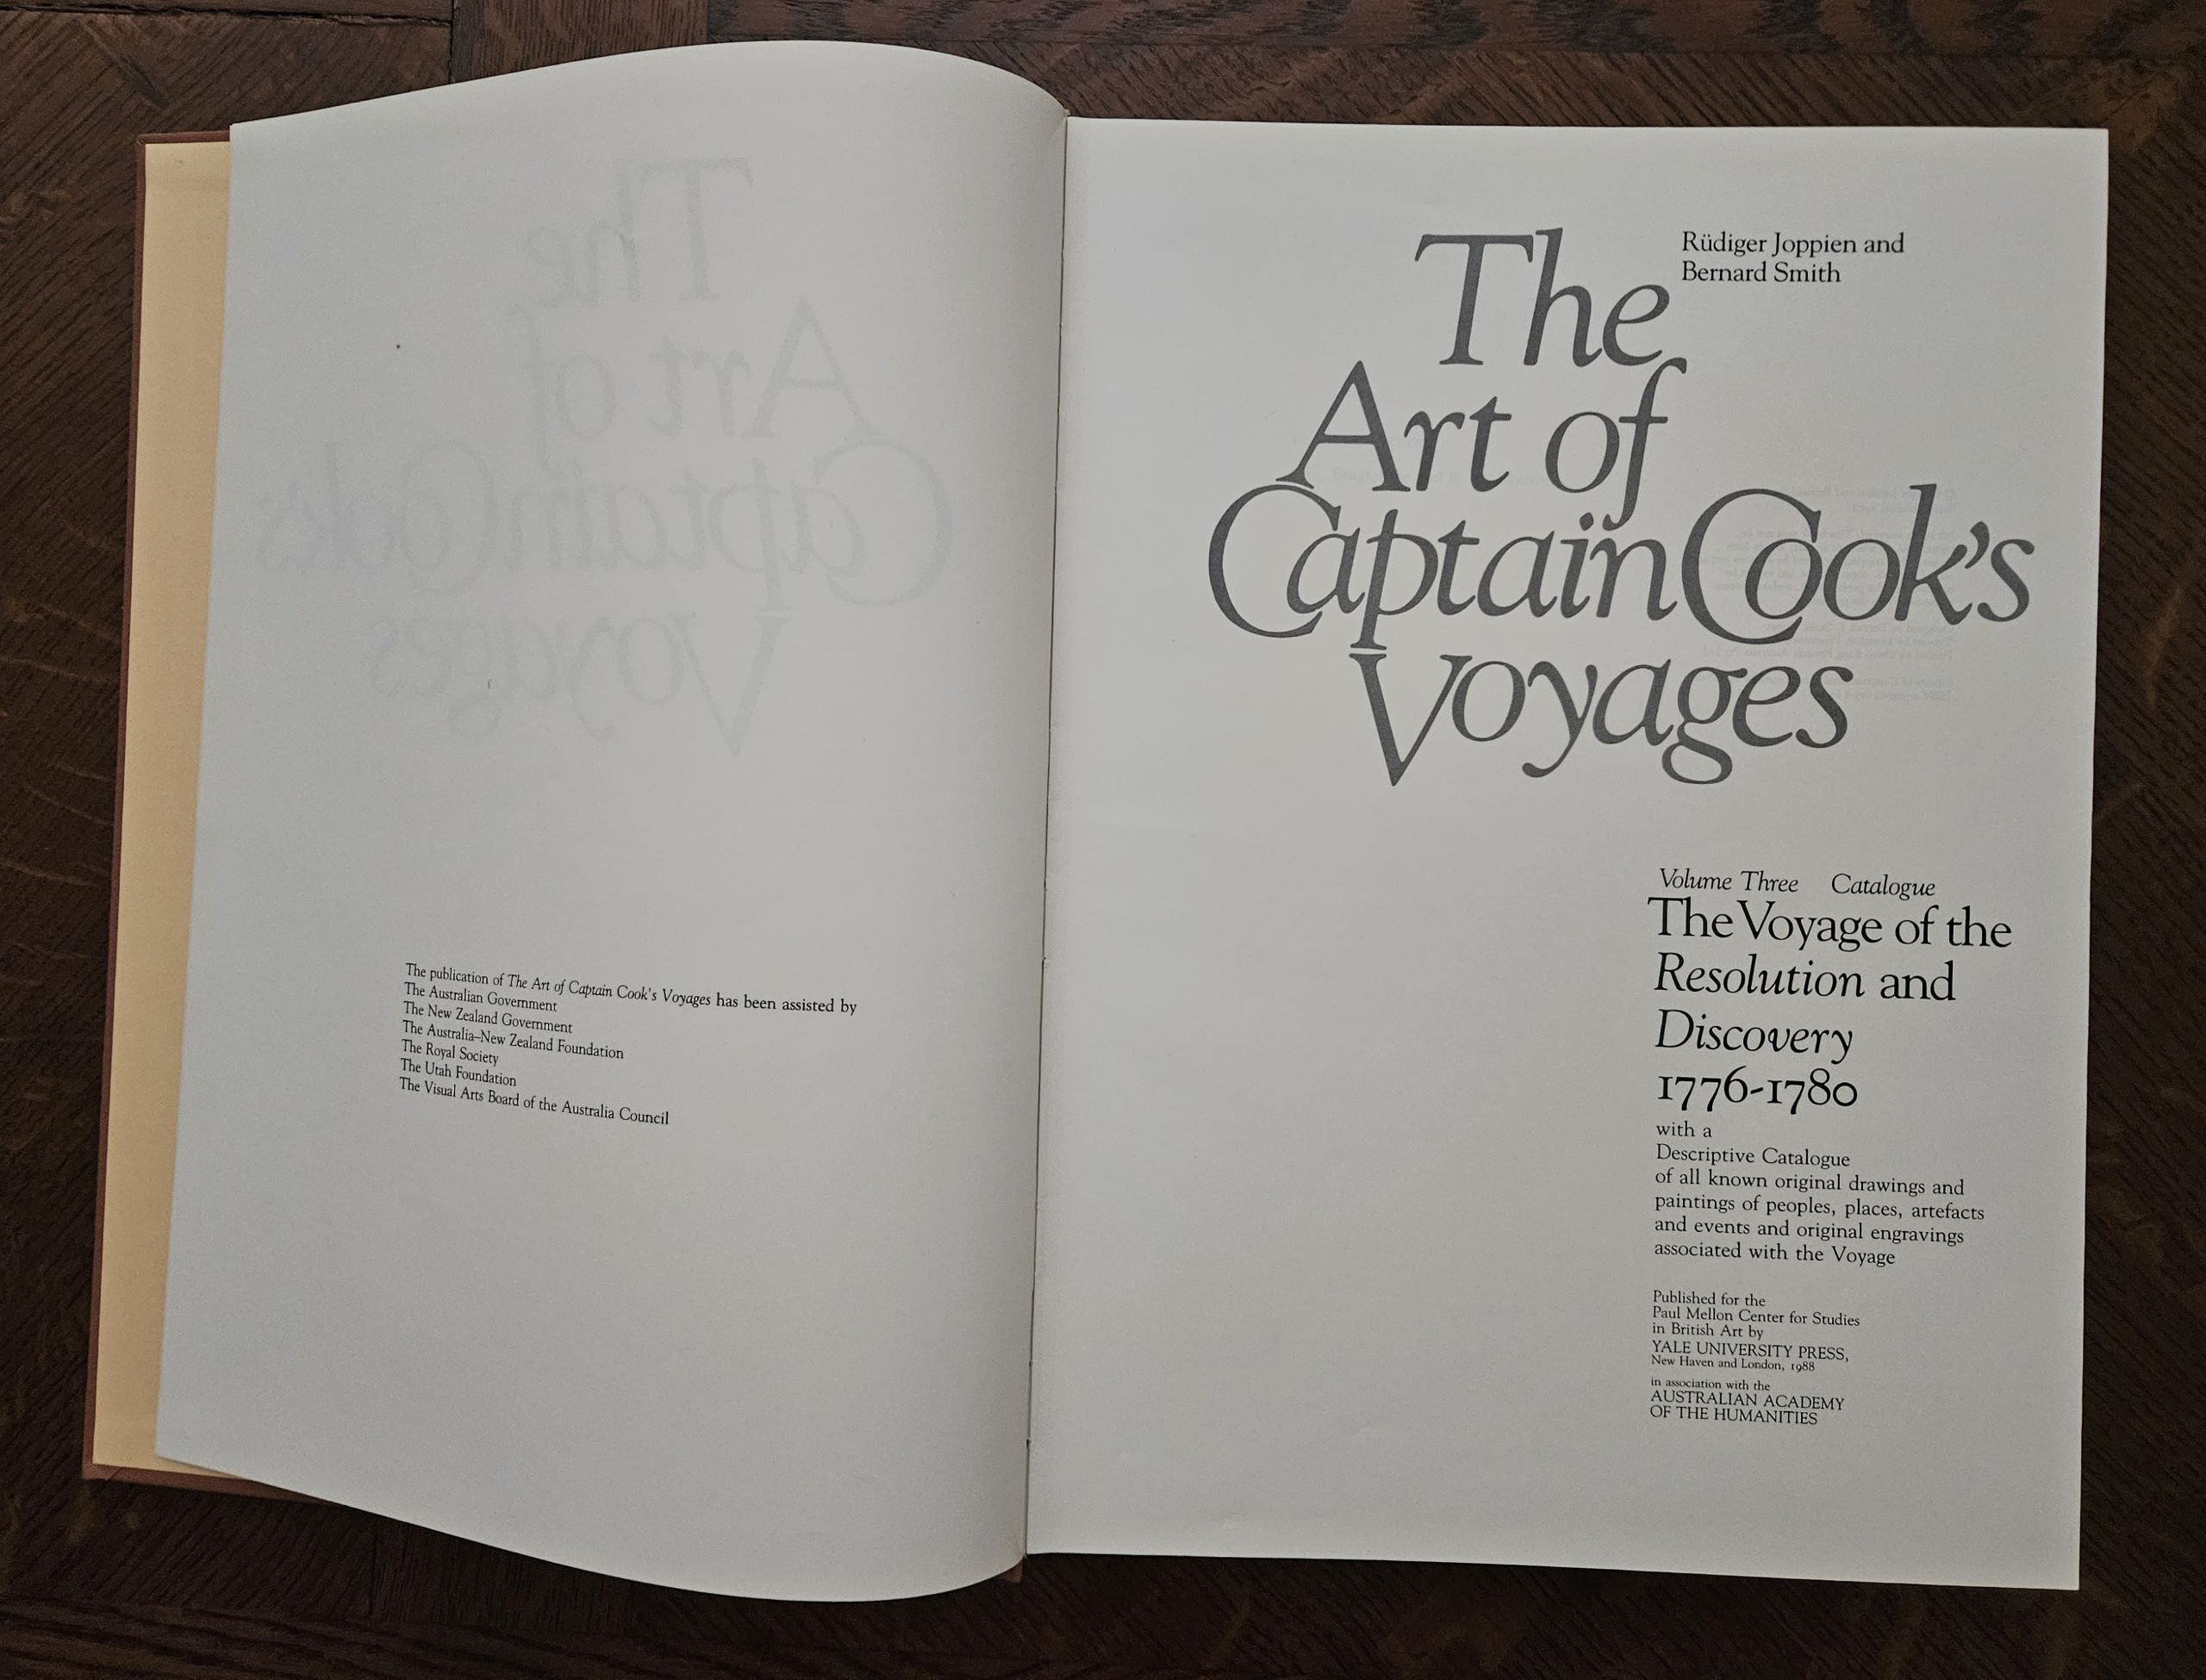 The publication of The Art of Captain Cook's Voyages has been assisted by
The Australian Government
The New Zealand Government
The Australia–New Zealand Foundation
The Royal Society
The Utah Foundation
The Visual Arts Board of the Australia Council
Rüdiger Joppien and
Bernard Smith
The
Art of
Captain Cook's
Voyages
Volume Three Catalogue
The Voyage of the
Resolution and
Discovery
1776-1780
with a
Descriptive Catalogue
of all known original drawings and
paintings of peoples, places, artefacts
and events and original engravings
associated with the Voyage
Published for the
Paul Mellon Center for Studies
in British Art by
YALE UNIVERSITY PRESS,
New Haven and London, 1988
in association with the
AUSTRALIAN ACADEMY
OF THE HUMANITIES